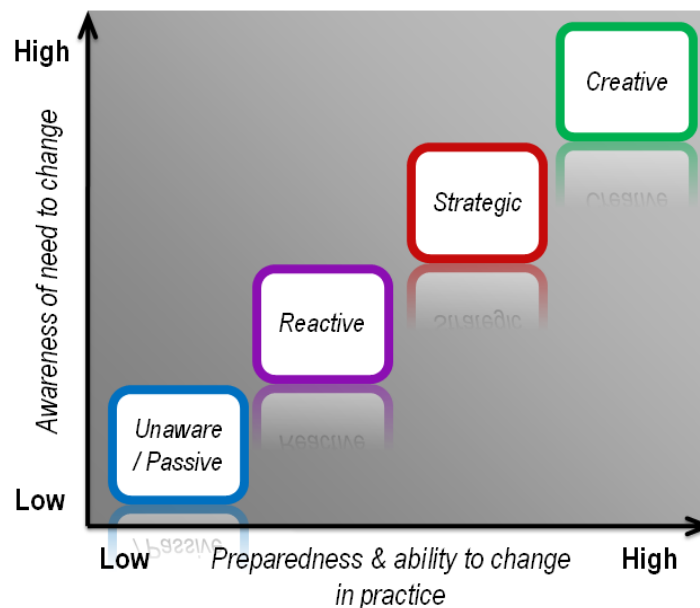 High
Creative
Strategic
Awareness of need to change
Reactive
Unaware
/ Passive
Low
Low
Preparedness & ability to change
in practice
High